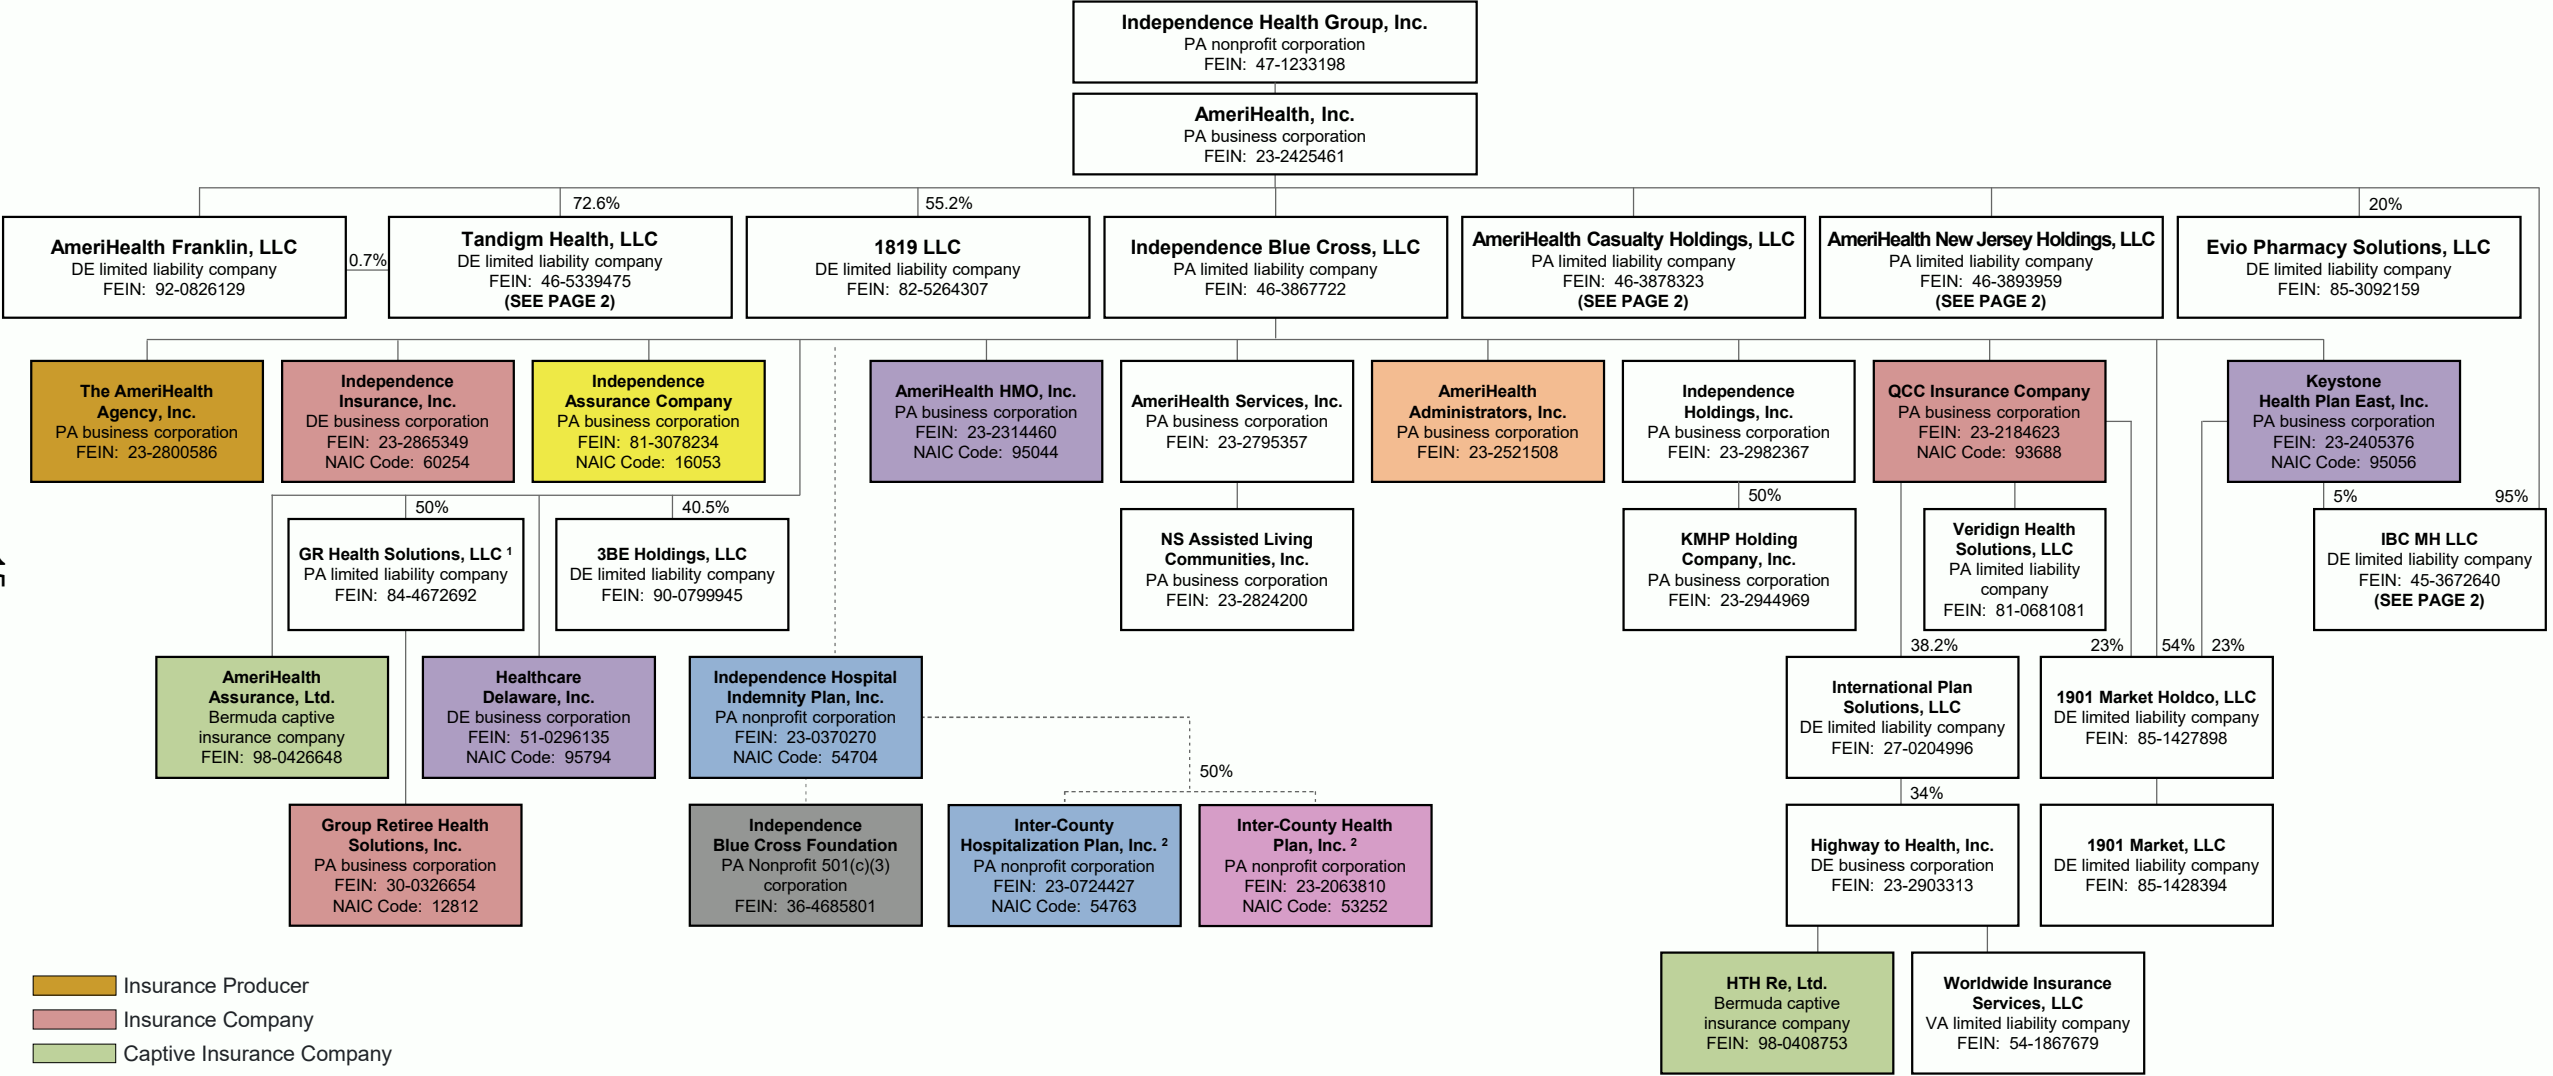 Independence Health Group, Inc.
PA nonprofit corporation
FEIN: 47-1233198
AmeriHealth, Inc.
PA business corporation
FEIN: 23-2425461
72.6%
55.2%
20%
AmeriHealth Franklin, LLC
DE limited liability company
FEIN: 92-0826129
0.7%
Tandigm Health, LLC
DE limited liability company
FEIN: 46-5339475
(SEE PAGE 2)
1819 LLC
DE limited liability company
FEIN: 82-5264307
Independence Blue Cross, LLC
PA limited liability company
FEIN: 46-3867722
AmeriHealth Casualty Holdings, LLC
PA limited liability company
FEIN: 46-3878323
(SEE PAGE 2)
AmeriHealth New Jersey Holdings, LLC
PA limited liability company
FEIN: 46-3893959
(SEE PAGE 2)
Evio Pharmacy Solutions, LLC
DE limited liability company
FEIN: 85-3092159
The AmeriHealth
Agency, Inc.
PA business corporation
FEIN: 23-2800586
Independence
Insurance, Inc.
DE business corporation
FEIN: 23-2865349
NAIC Code: 60254
Independence
Assurance Company
PA business corporation
FEIN: 81-3078234
NAIC Code: 16053
AmeriHealth HMO, Inc.
PA business corporation
FEIN: 23-2314460
NAIC Code: 95044
AmeriHealth Services, Inc.
PA business corporation
FEIN: 23-2795357
AmeriHealth
Administrators, Inc.
PA business corporation
FEIN: 23-2521508
Independence
Holdings, Inc.
PA business corporation
FEIN: 23-2982367
QCC Insurance Company
PA business corporation
FEIN: 23-2184623
NAIC Code: 93688
Keystone
Health Plan East, Inc.
PA business corporation
FEIN: 23-2405376
NAIC Code: 95056
50%
40.5%
50%
5%
95%
GR Health Solutions, LLC ¹
PA limited liability company
FEIN: 84-4672692
3BE Holdings, LLC
DE limited liability company
FEIN: 90-0799945
NS Assisted Living
Communities, Inc.
PA business corporation
FEIN: 23-2824200
KMHP Holding
Company, Inc.
PA business corporation
FEIN: 23-2944969
Veridign Health
Solutions, LLC
PA limited liability
company
FEIN: 81-0681081
IBC MH LLC
DE limited liability company
FEIN: 45-3672640
(SEE PAGE 2)
38.2%
23%
54%
23%
AmeriHealth
Assurance, Ltd.
Bermuda captive
insurance company
FEIN: 98-0426648
Healthcare
Delaware, Inc.
DE business corporation
FEIN: 51-0296135
NAIC Code: 95794
Independence Hospital
Indemnity Plan, Inc.
PA nonprofit corporation
FEIN: 23-0370270
NAIC Code: 54704
International Plan
Solutions, LLC
DE limited liability company
FEIN: 27-0204996
1901 Market Holdco, LLC
DE limited liability company
FEIN: 85-1427898
50%
34%
Group Retiree Health
Solutions, Inc.
PA business corporation
FEIN: 30-0326654
NAIC Code: 12812
Independence
Blue Cross Foundation
PA Nonprofit 501(c)(3)
corporation
FEIN: 36-4685801
Inter-County
Hospitalization Plan, Inc. ²
PA nonprofit corporation
FEIN: 23-0724427
NAIC Code: 54763
Inter-County Health
Plan, Inc. ²
PA nonprofit corporation
FEIN: 23-2063810
NAIC Code: 53252
Highway to Health, Inc.
DE business corporation
FEIN: 23-2903313
1901 Market, LLC
DE limited liability company
FEIN: 85-1428394
HTH Re, Ltd.
Bermuda captive
insurance company
FEIN: 98-0408753
Worldwide Insurance
Services, LLC
VA limited liability company
FEIN: 54-1867679
Insurance Producer
Insurance Company
Captive Insurance Company